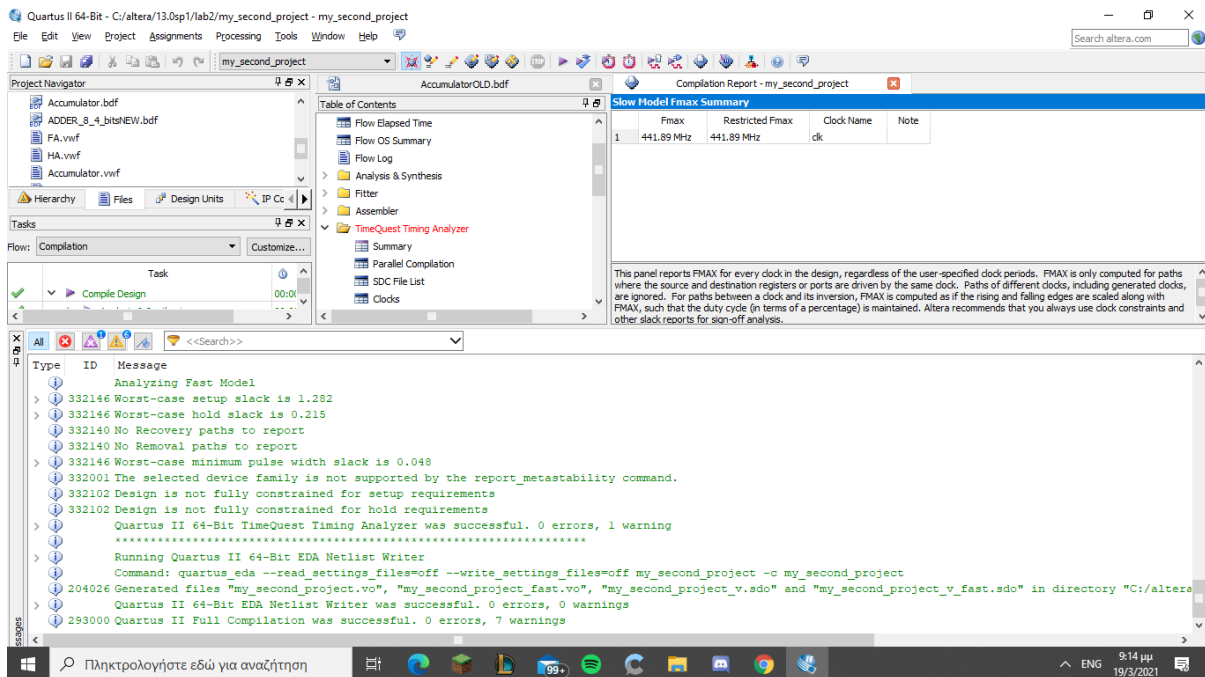 Quartus II 64-Bit - C:/altera/13.0sp1/lab2/my_second_project - my_second_project
File Edit View Project Assignments Processing Tools Window Help
Search altera.com
my_second_project
Project Navigator
Accumulator.bdf
ADDER_8_4_bitsNEW.bdf
FA.vwf
HA.vwf
Accumulator.vwf
Hierarchy Files Design Units IP Cc
Tasks
Flow: Compilation Customize...
Task
Compile Design 00:0
AccumulatorOLD.bdf
Table of Contents
Flow Elapsed Time
Flow OS Summary
Flow Log
Analysis & Synthesis
Fitter
Assembler
TimeQuest Timing Analyzer
Summary
Parallel Compilation
SDC File List
Clocks
Compilation Report - my_second_project
Slow Model Fmax Summary
Fmax Restricted Fmax Clock Name Note
1 441.89 MHz 441.89 MHz clk
This panel reports FMAX for every clock in the design, regardless of the user-specified clock periods. FMAX is only computed for paths
where the source and destination registers or ports are driven by the same clock. Paths of different clocks, including generated clocks,
are ignored. For paths between a clock and its inversion, FMAX is computed as if the rising and falling edges are scaled along with
FMAX, such that the duty cycle (in terms of a percentage) is maintained. Altera recommends that you always use clock constraints and
other slack reports for sign-off analysis.
All 1 6 <<Search>>
Type ID Message
Analyzing Fast Model
332146 Worst-case setup slack is 1.282
332146 Worst-case hold slack is 0.215
332140 No Recovery paths to report
332140 No Removal paths to report
332146 Worst-case minimum pulse width slack is 0.048
332001 The selected device family is not supported by the report_metastability command.
332102 Design is not fully constrained for setup requirements
332102 Design is not fully constrained for hold requirements
Quartus II 64-Bit TimeQuest Timing Analyzer was successful. 0 errors, 1 warning
*******************************************************************
Running Quartus II 64-Bit EDA Netlist Writer
Command: quartus_eda --read_settings_files=off --write_settings_files=off my_second_project -c my_second_project
204026 Generated files "my_second_project.vo", "my_second_project_fast.vo", "my_second_project_v.sdo" and "my_second_project_v_fast.sdo" in directory "C:/altera
Quartus II 64-Bit EDA Netlist Writer was successful. 0 errors, 0 warnings
293000 Quartus II Full Compilation was successful. 0 errors, 7 warnings
ssages
Πληκτρολογήστε εδώ για αναζήτηση
99+
ENG
9:14 μμ
19/3/2021